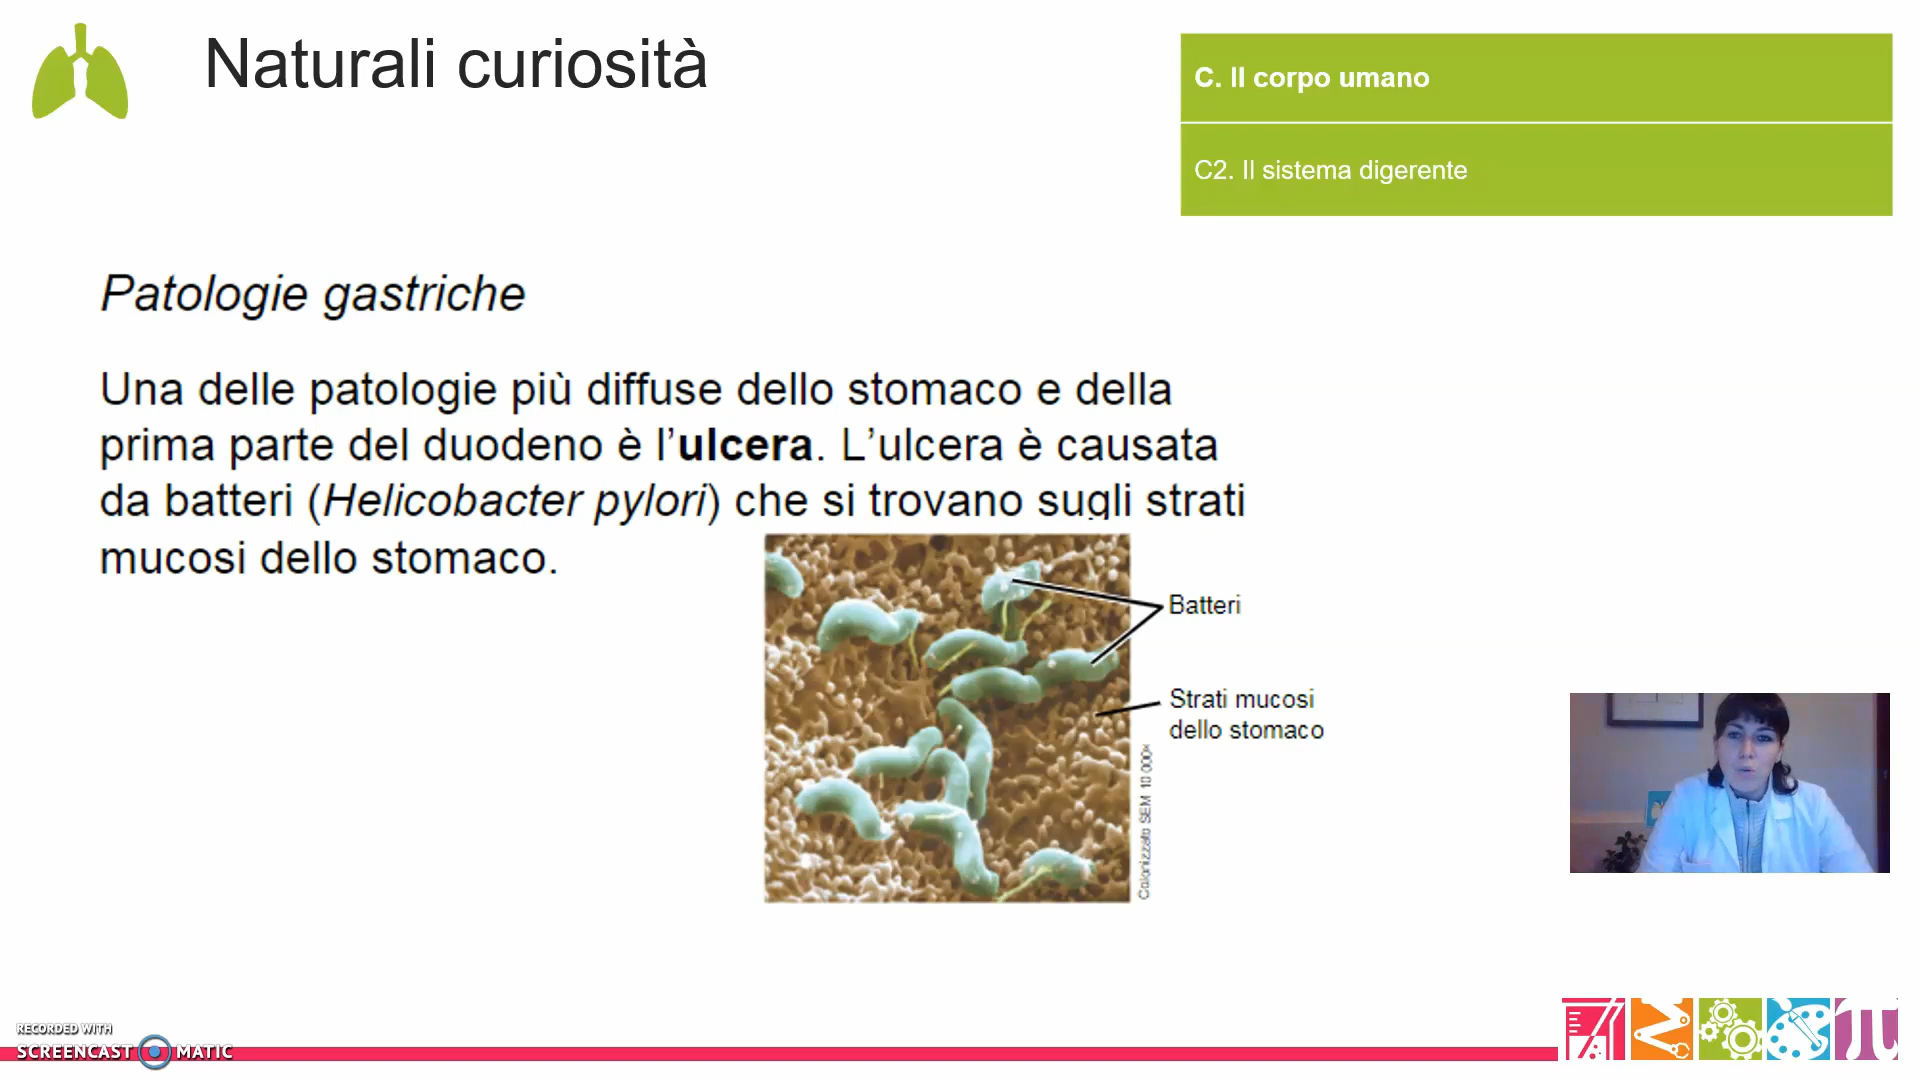 Naturali curiosità
C. Il corpo umano
C2. Il sistema digerente
Patologie gastriche
Una delle patologie più diffuse dello stomaco e della
prima parte del duodeno è l’ulcera. L’ulcera è causata
da batteri (Helicobacter pylori) che si trovano sugli strati
mucosi dello stomaco.
Batteri
Strati mucosi
dello stomaco
Colorizzata SEM 10 000×
RECORDED WITH
SCREENCAST MATIC